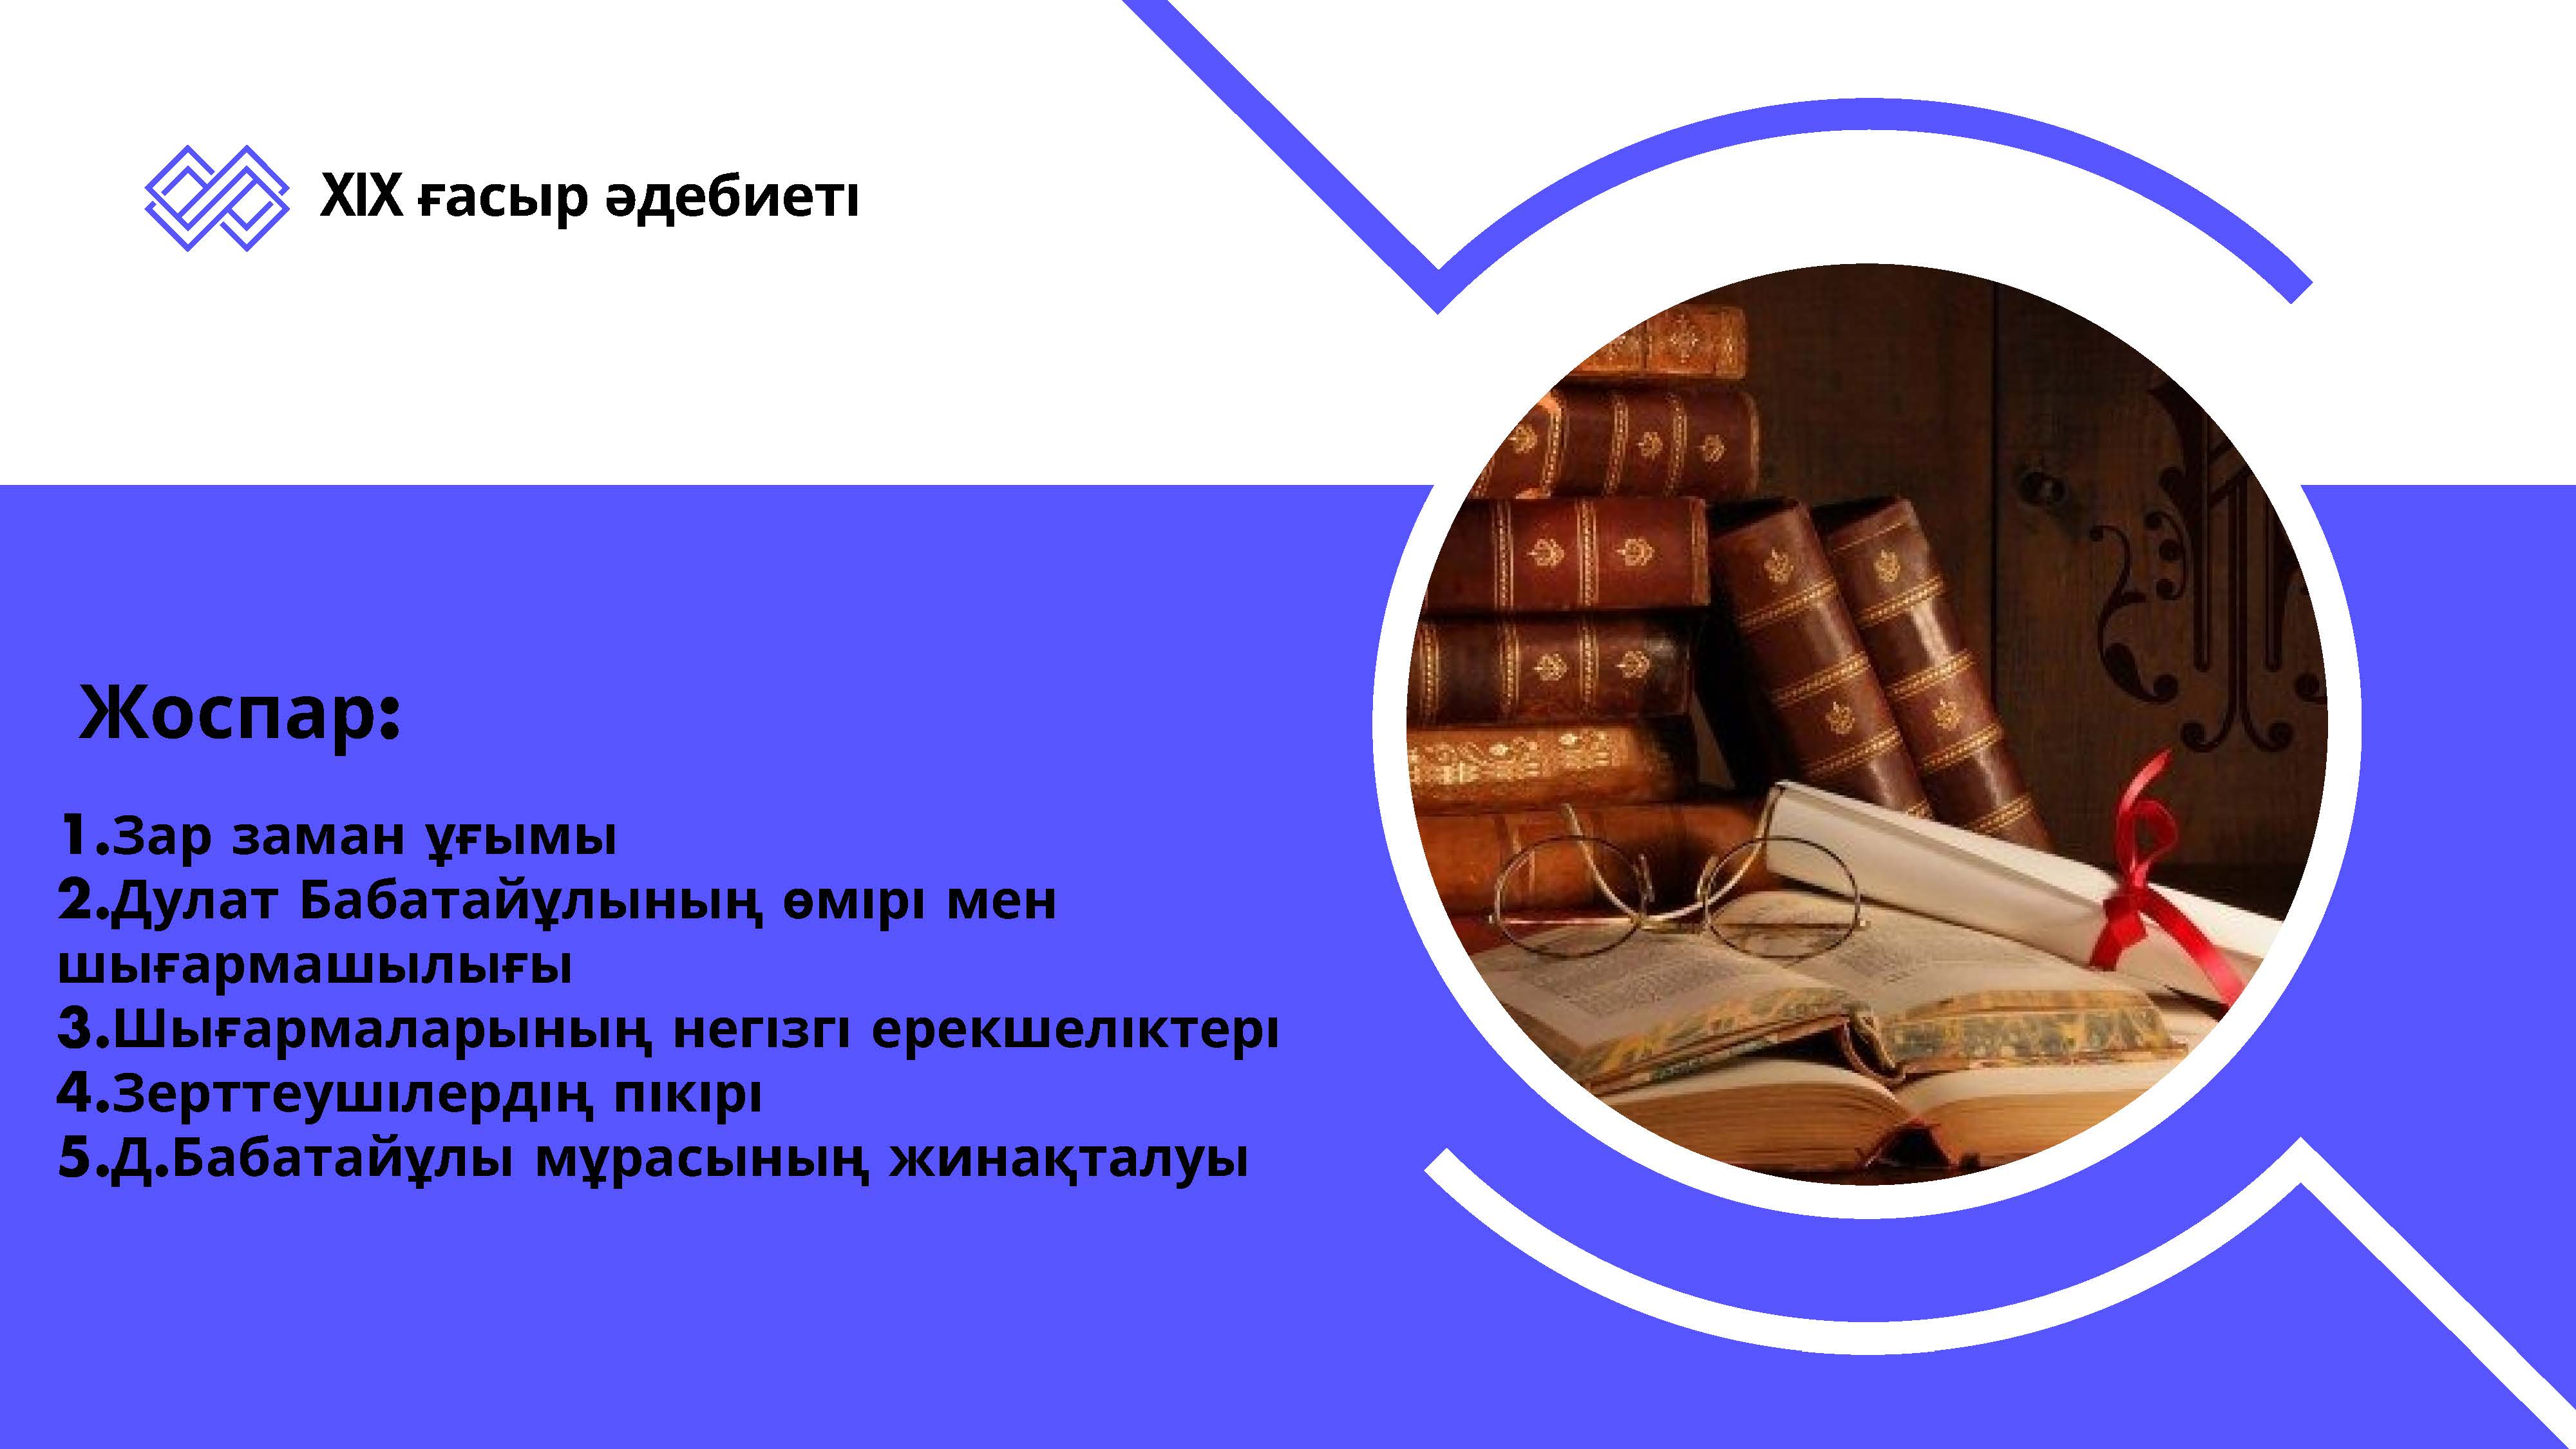 XIX ғасыр әдебиеті
Жоспар:
1.Зар заман ұғымы
2.Дулат Бабатайұлының өмірі мен
шығармашылығы
3.Шығармаларының негізгі ерекшеліктері
4.Зерттеушілердің пікірі
5.Д.Бабатайұлы мұрасының жинақталуы